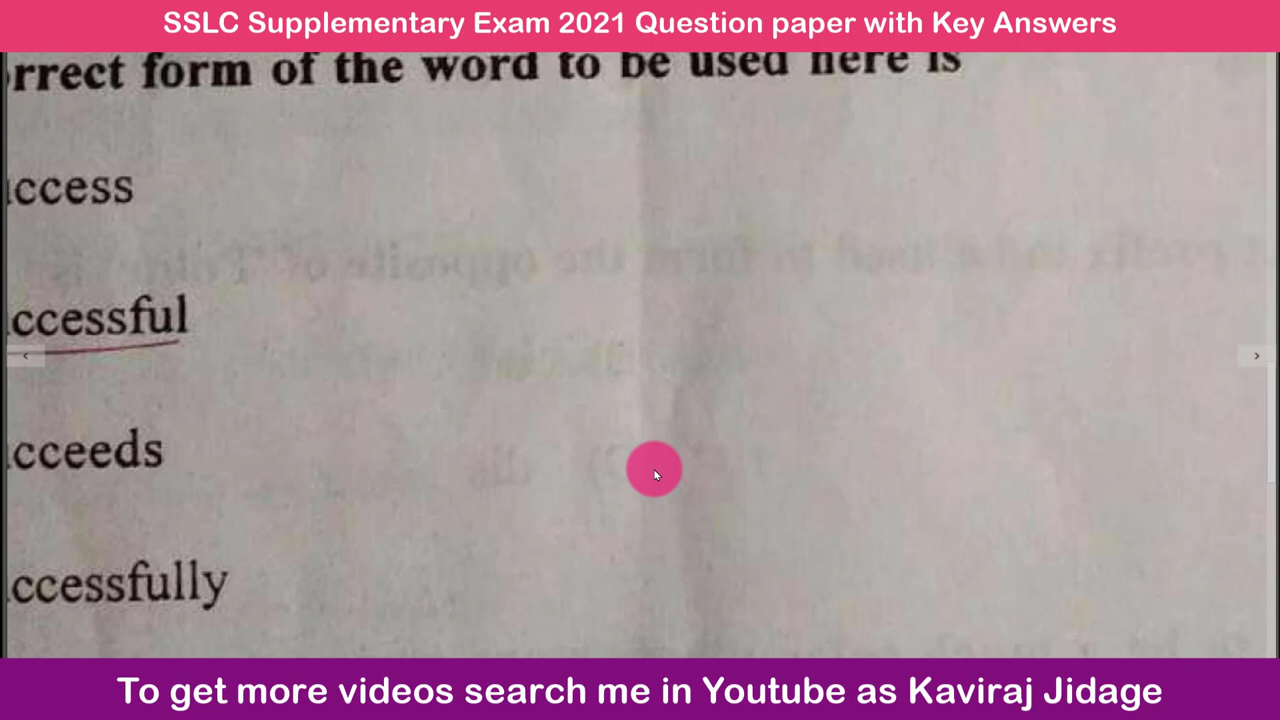 SSLC Supplementary Exam 2021 Question paper with Key Answers
rrect form of the word to be used here is
ccess
ccessful
cceeds
ccessfully
To get more videos search me in Youtube as Kaviraj Jidage